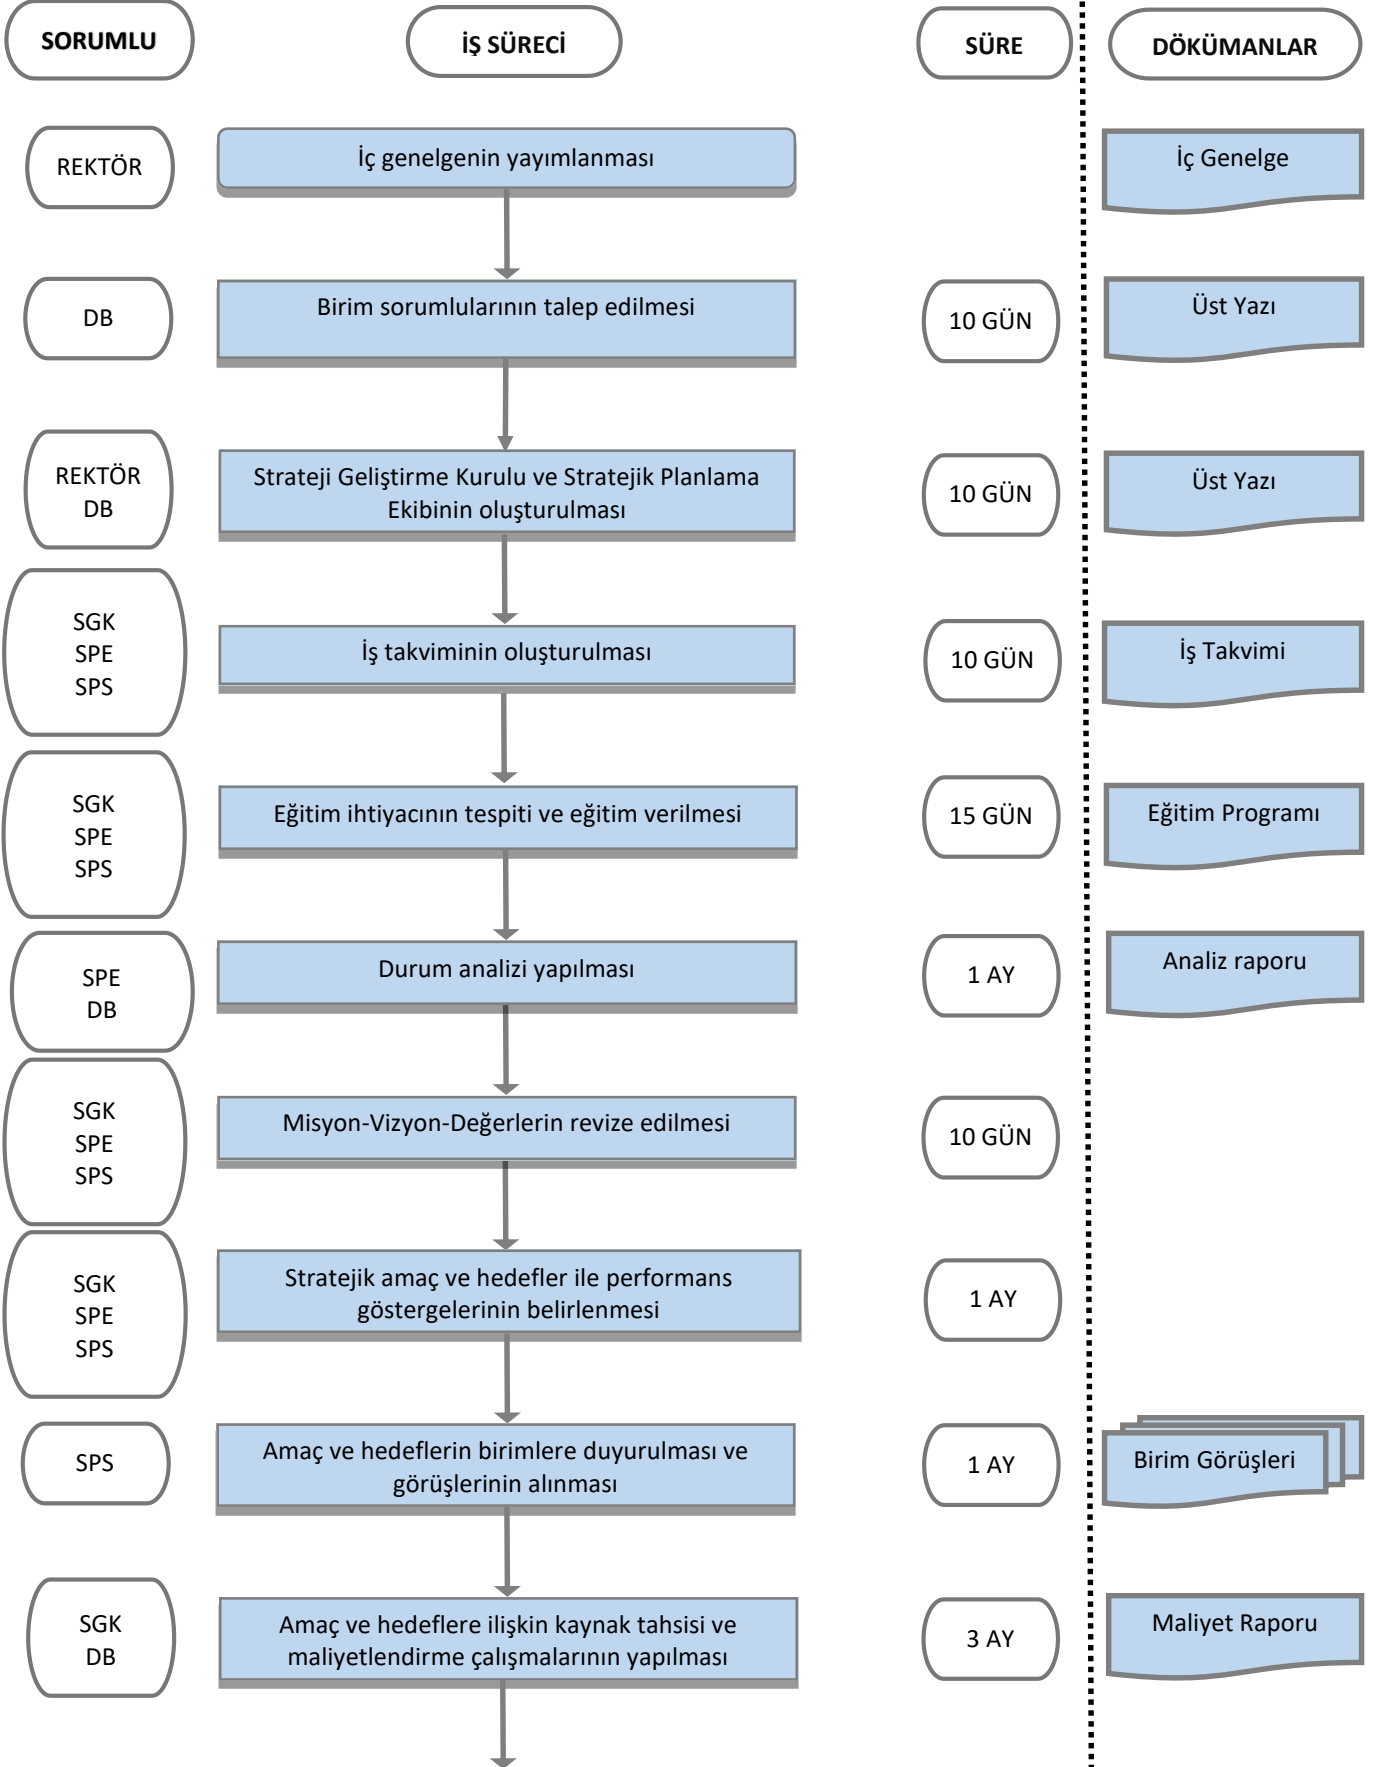 SORUMLU
İŞ SÜRECİ
SÜRE
DÖKÜMANLAR
REKTÖR
İç genelgenin yayımlanması
İç Genelge
DB
Birim sorumlularının talep edilmesi
10 GÜN
Üst Yazı
REKTÖR
DB
Strateji Geliştirme Kurulu ve Stratejik Planlama
Ekibinin oluşturulması
10 GÜN
Üst Yazı
SGK
SPE
SPS
İş takviminin oluşturulması
10 GÜN
İş Takvimi
SGK
SPE
SPS
Eğitim ihtiyacının tespiti ve eğitim verilmesi
15 GÜN
Eğitim Programı
SPE
DB
Durum analizi yapılması
1 AY
Analiz raporu
SGK
SPE
SPS
Misyon-Vizyon-Değerlerin revize edilmesi
10 GÜN
SGK
SPE
SPS
Stratejik amaç ve hedefler ile performans
göstergelerinin belirlenmesi
1 AY
SPS
Amaç ve hedeflerin birimlere duyurulması ve
görüşlerinin alınması
1 AY
Birim Görüşleri
SGK
DB
Amaç ve hedeflere ilişkin kaynak tahsisi ve
maliyetlendirme çalışmalarının yapılması
3 AY
Maliyet Raporu